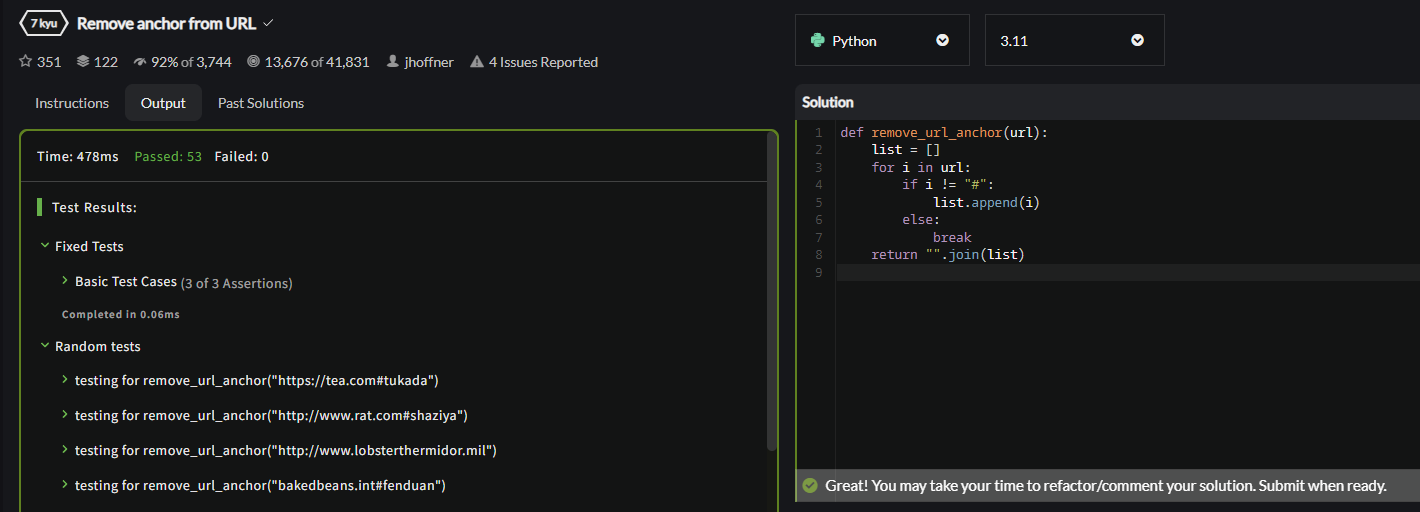 7 kyu Remove anchor from URL
351 122 92% of 3,744 13,676 of 41,831 jhoffner 4 Issues Reported
Instructions Output Past Solutions
Time: 478ms Passed: 53 Failed: 0
Test Results:
Fixed Tests
Basic Test Cases (3 of 3 Assertions)
Completed in 0.06ms
Random tests
testing for remove_url_anchor("https://tea.com#tukada")
testing for remove_url_anchor("http://www.rat.com#shaziya")
testing for remove_url_anchor("http://www.lobsterthermidor.mil")
testing for remove_url_anchor("bakedbeans.int#fenduan")
Python 3.11
Solution
1 def remove_url_anchor(url):
2     list = []
3     for i in url:
4         if i != "#":
5             list.append(i)
6         else:
7             break
8     return "".join(list)
9
Great! You may take your time to refactor/comment your solution. Submit when ready.